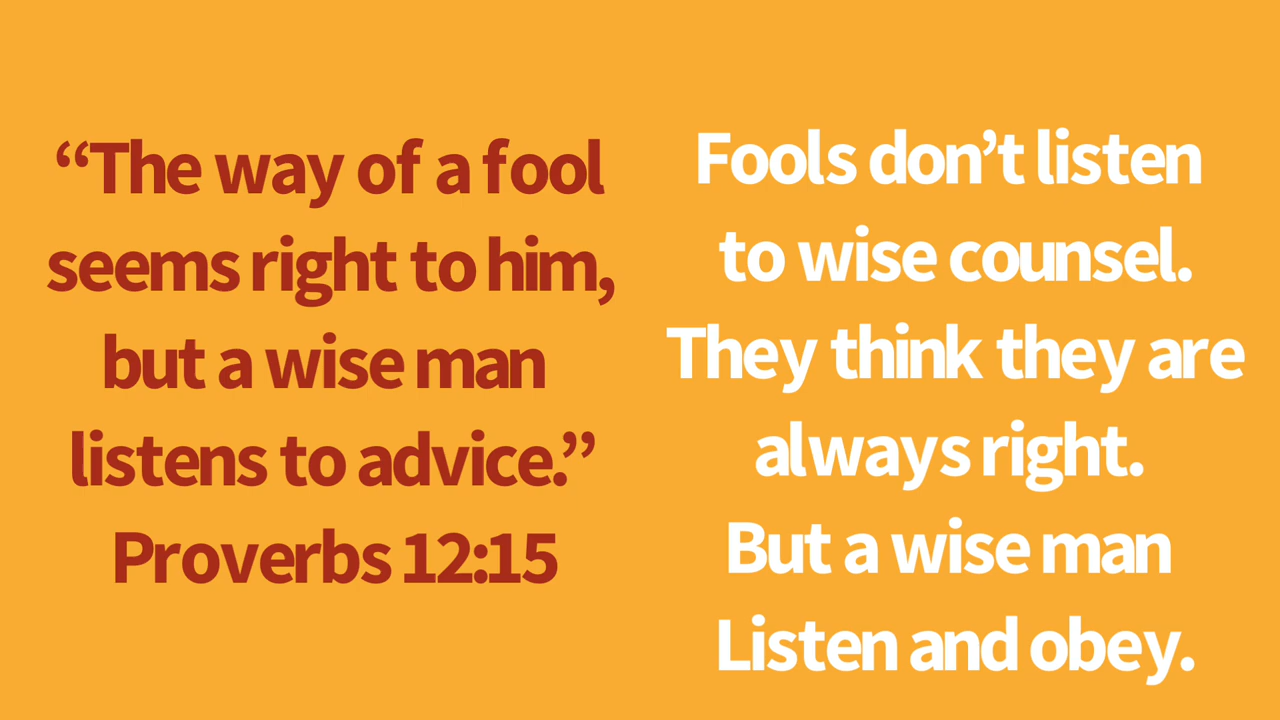 “The way of a fool
seems right to him,
but a wise man
listens to advice.”
Proverbs 12:15
Fools don’t listen
to wise counsel.
They think they are
always right.
But a wise man
Listen and obey.